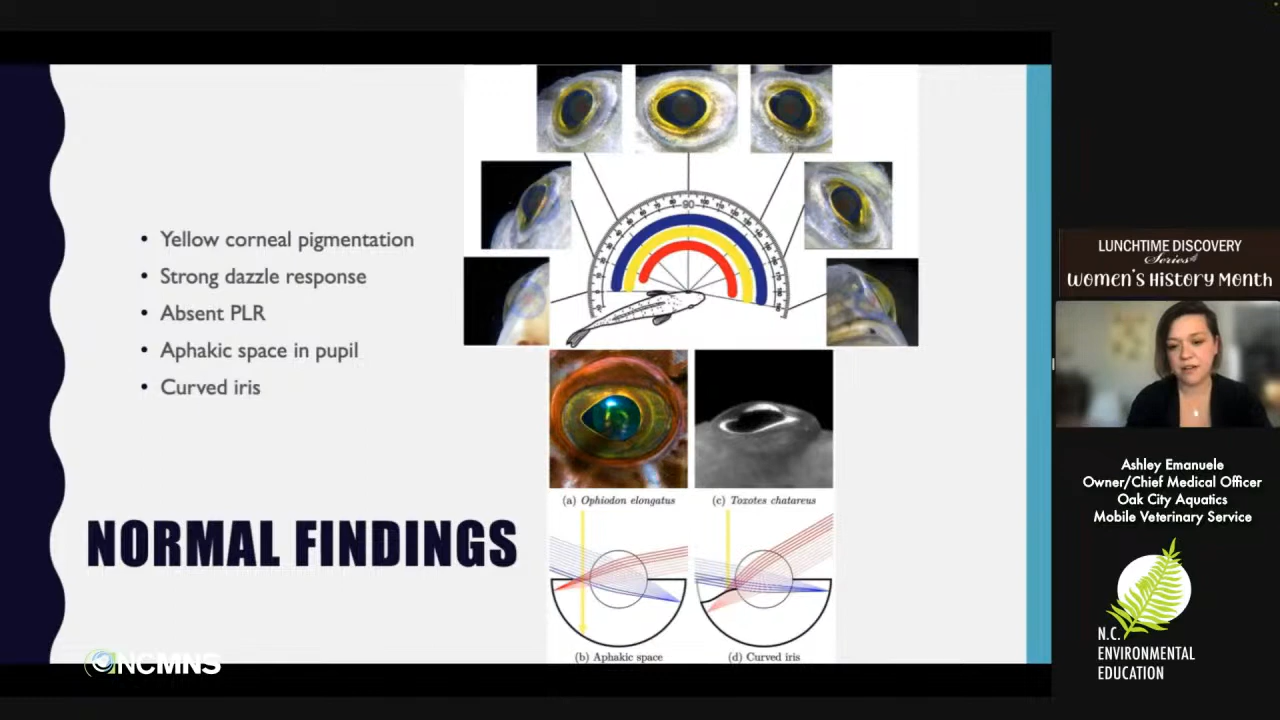 • Yellow corneal pigmentation
• Strong dazzle response
• Absent PLR
• Aphakic space in pupil
• Curved iris
NORMAL FINDINGS
90
(a) Ophiodon elongatus
(c) Toxotes chatareus
(b) Aphakic space
(d) Curved iris
NCMNS
LUNCHTIME DISCOVERY
Series
WOMEN'S HISTORY MONTH
Ashley Emanuele
Owner/Chief Medical Officer
Oak City Aquatics
Mobile Veterinary Service
N.C.
ENVIRONMENTAL
EDUCATION